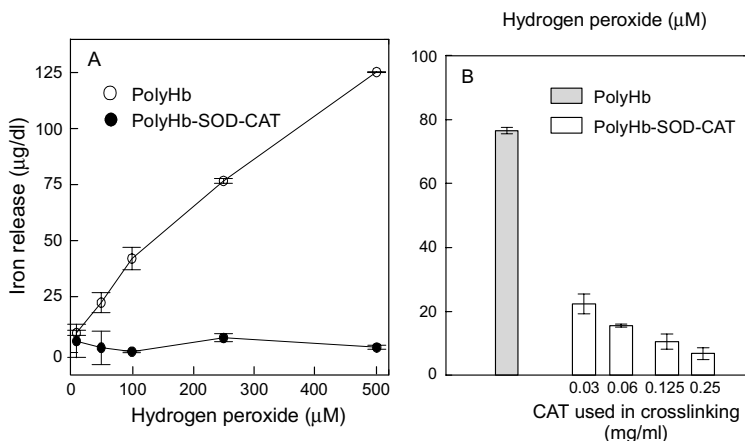 Hydrogen peroxide (μM)
A
PolyHb
PolyHb-SOD-CAT
Iron release (μg/dl)
125
100
75
50
25
0
0 100 200 300 400 500
Hydrogen peroxide (μM)
B
PolyHb
PolyHb-SOD-CAT
100
80
60
40
20
0
0.03 0.06 0.125 0.25
CAT used in crosslinking
(mg/ml)